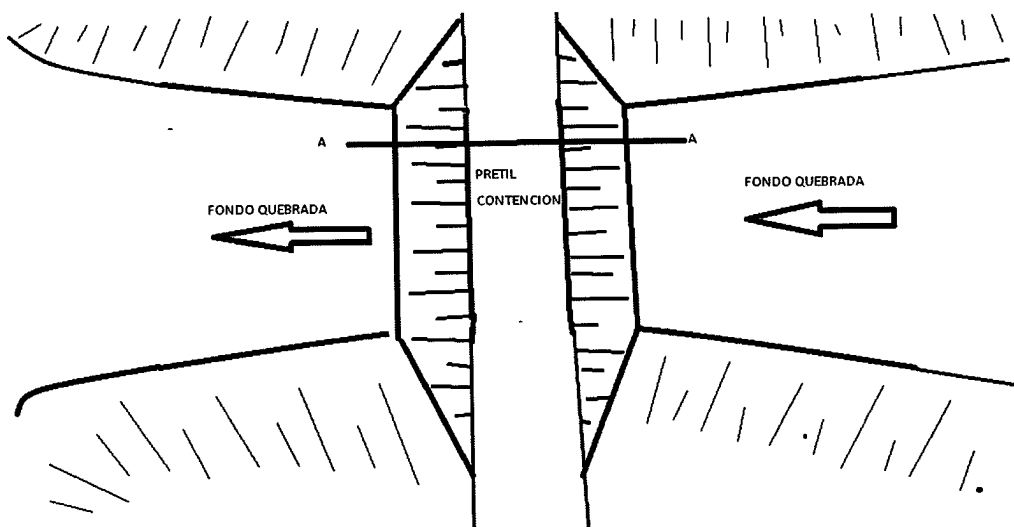 A
A
PRETIL
CONTENCION
FONDO QUEBRADA
FONDO QUEBRADA